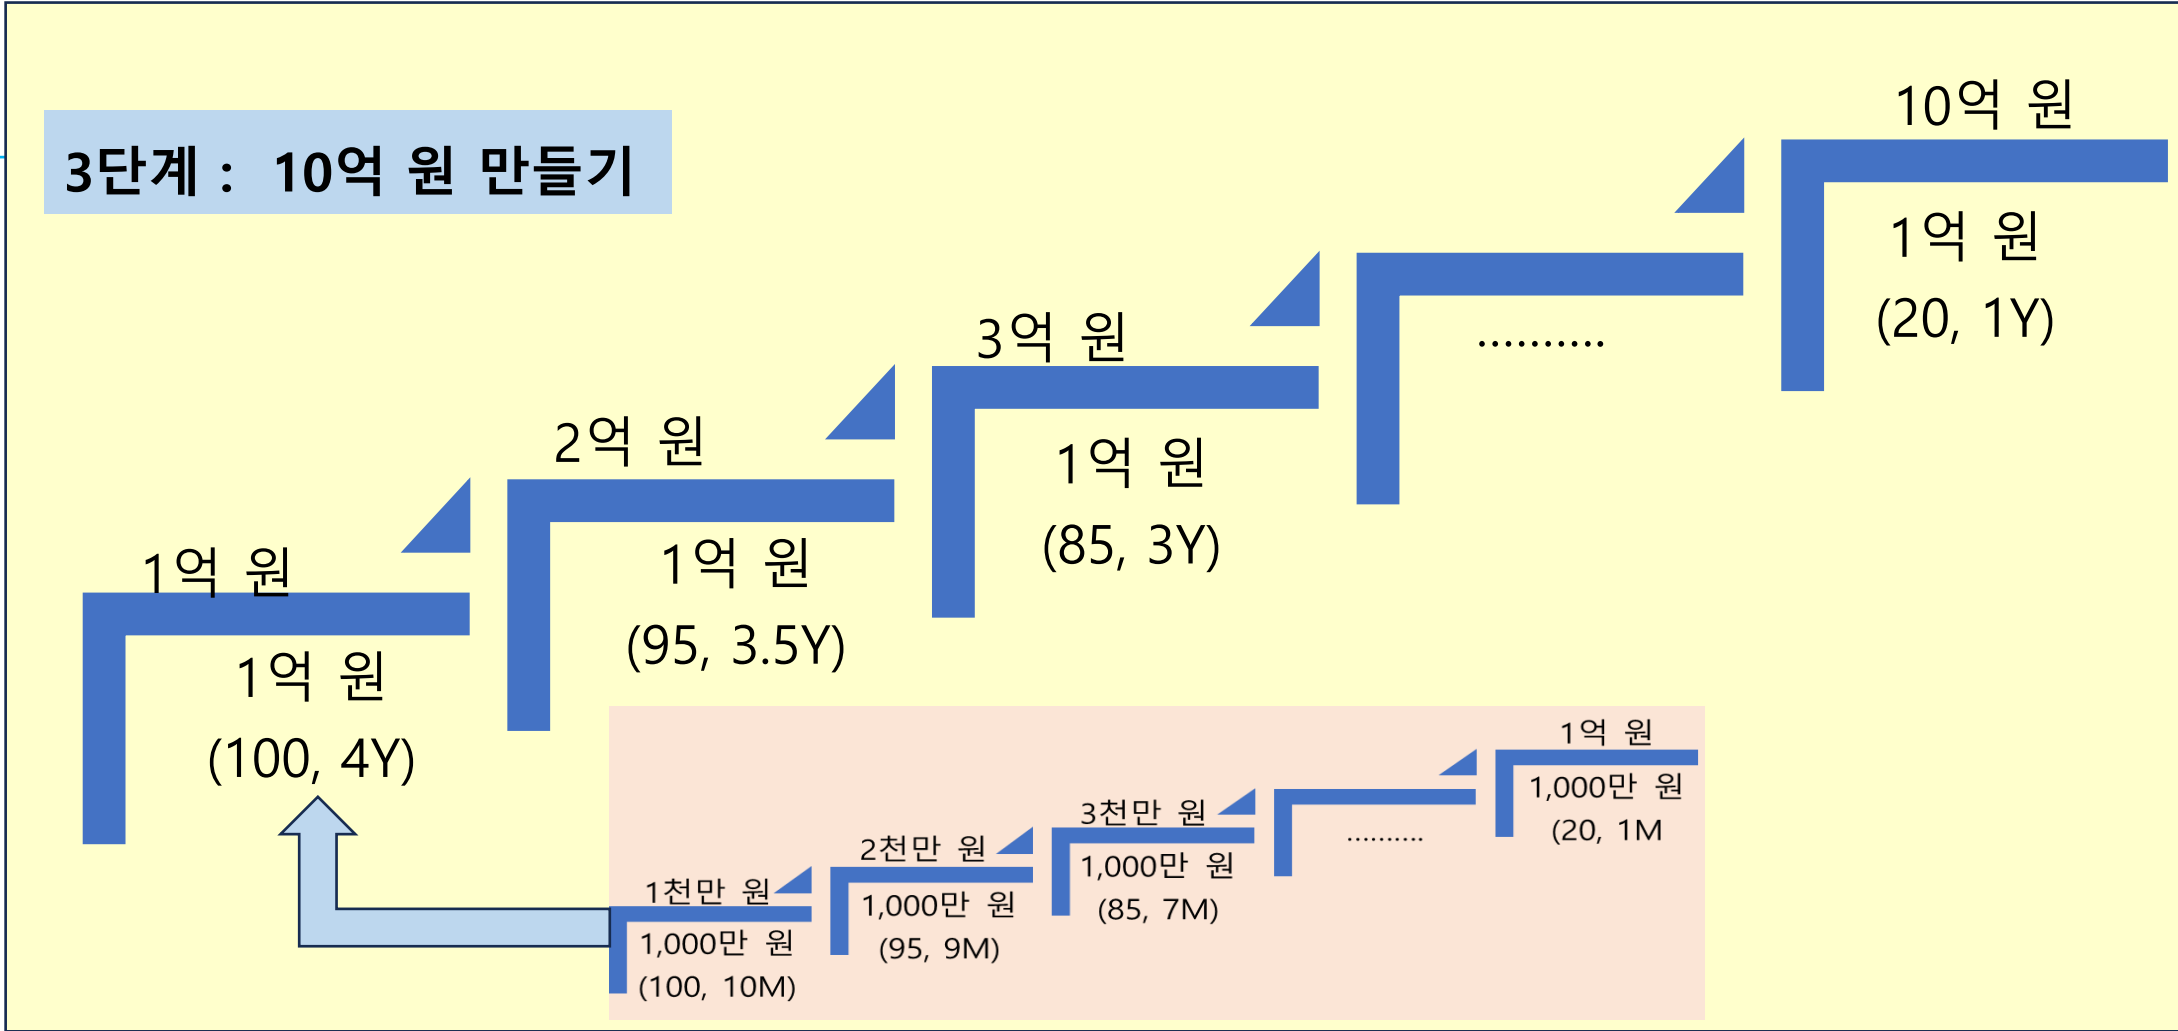 3단계 : 10억 원 만들기
1억 원
1억 원
(100, 4Y)
2억 원
1억 원
(95, 3.5Y)
3억 원
1억 원
(85, 3Y)
..........
10억 원
1억 원
(20, 1Y)
1천만 원
1,000만 원
(100, 10M)
2천만 원
1,000만 원
(95, 9M)
3천만 원
1,000만 원
(85, 7M)
..........
1억 원
1,000만 원
(20, 1M